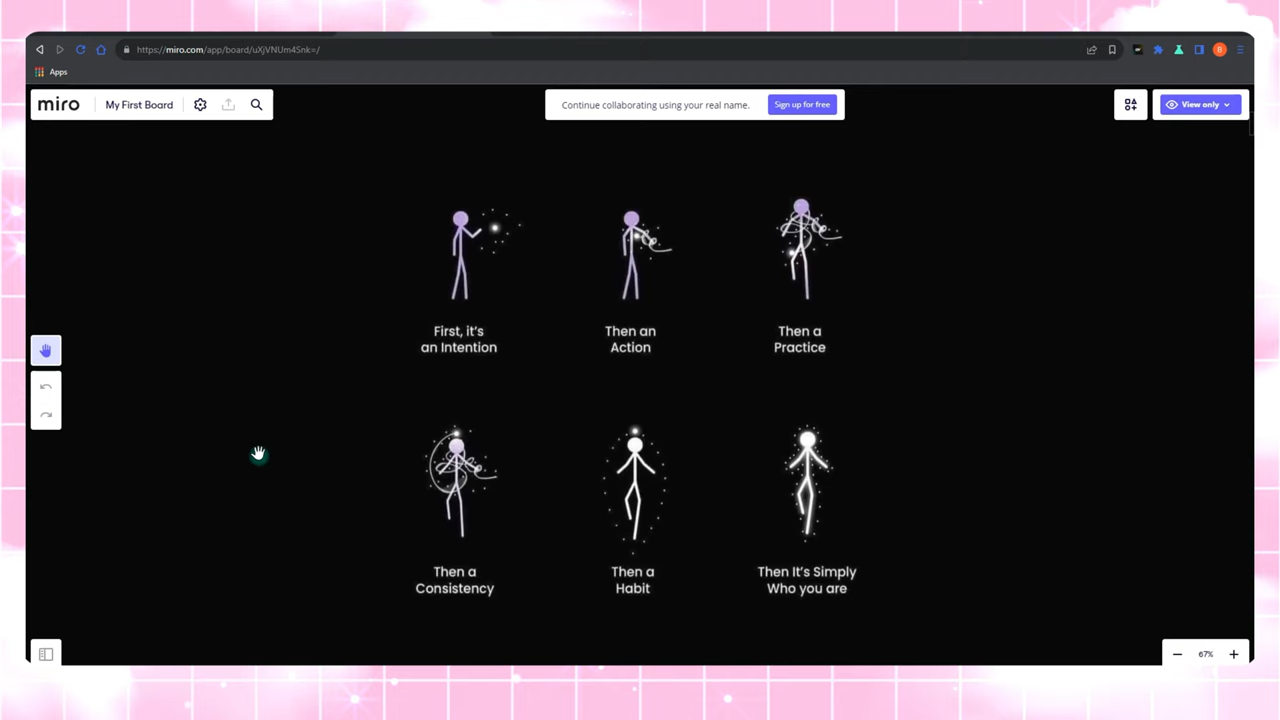 https://miro.com/app/board/uXjVNUm4Snk=/
B
Apps
miro
My First Board
Continue collaborating using your real name.
Sign up for free
View only
First, it's
an Intention
Then an
Action
Then a
Practice
Then a
Consistency
Then a
Habit
Then It's Simply
Who you are
67%